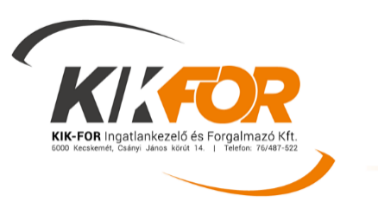 KIKFOR
KIK-FOR Ingatlankezelő és Forgalmazó Kft.
6000 Kecskemét, Csányi János körút 14. | Telefon: 76/487-522